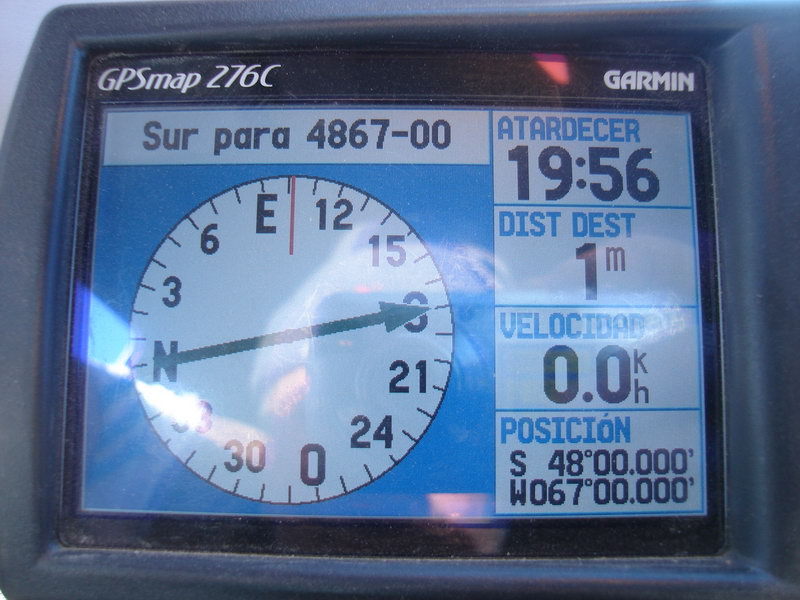 GPSmap 276C GARMIN
Sur para 4867-00
ATARDECER
19:56
DIST DEST
1m
VELOCIDAD
0.0kh
POSICIÓN
S 48°00.000'
W067°00.000'
E
12
6
15
3
S
N
21
33
24
30
O